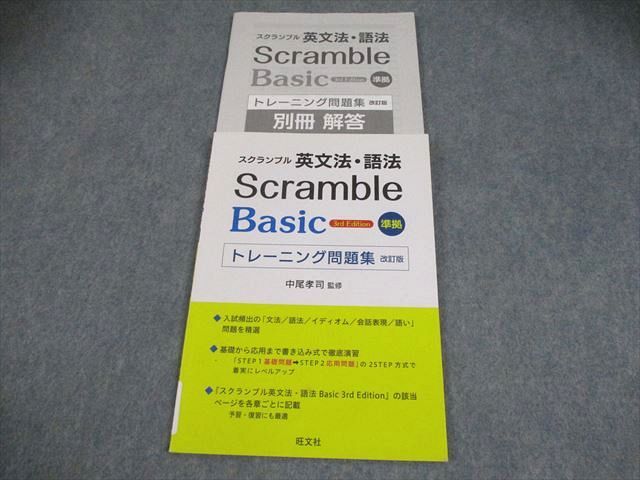 スクランブル 英文法・語法
Scramble
Basic 3rd Edition 準拠
トレーニング問題集 改訂版
別冊 解答
スクランブル 英文法・語法
Scramble
Basic 3rd Edition 準拠
トレーニング問題集 改訂版
中尾孝司 監修
◆ 入試頻出の「文法／語法／イディオム／会話表現／語い」
問題を精選
◆ 基礎から応用まで書き込み式で徹底演習
・「STEP 1 基礎問題➡STEP 2 応用問題」の 2STEP 方式で
着実にレベルアップ
◆ 『スクランブル英文法・語法 Basic 3rd Edition』の該当
ページを各章ごとに記載
予習・復習にも最適
旺文社